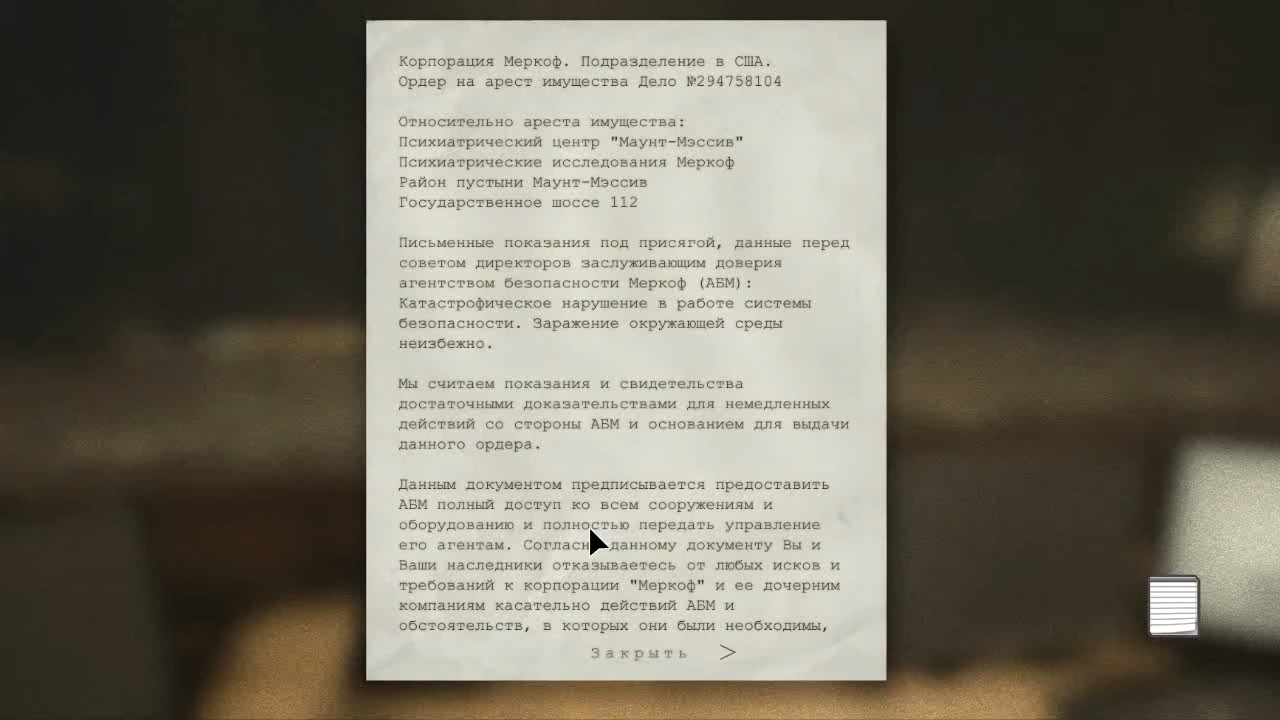 Корпорация Меркоф. Подразделение в США.
Ордер на арест имущества Дело №294758104
Относительно ареста имущества:
Психиатрический центр "Маунт-Мэссив"
Психиатрические исследования Меркоф
Район пустыни Маунт-Мэссив
Государственное шоссе 112
Письменные показания под присягой, данные перед
советом директоров заслуживающим доверия
агентством безопасности Меркоф (АБМ):
Катастрофическое нарушение в работе системы
безопасности. Заражение окружающей среды
неизбежно.
Мы считаем показания и свидетельства
достаточными доказательствами для немедленных
действий со стороны АБМ и основанием для выдачи
данного ордера.
Данным документом предписывается предоставить
АБМ полный доступ ко всем сооружениям и
оборудованию и полностью передать управление
его агентам. Согласно данному документу Вы и
Ваши наследники отказываетесь от любых исков и
требований к корпорации "Меркоф" и ее дочерним
компаниям касательно действий АБМ и
обстоятельств, в которых они были необходимы,
Закрыть >